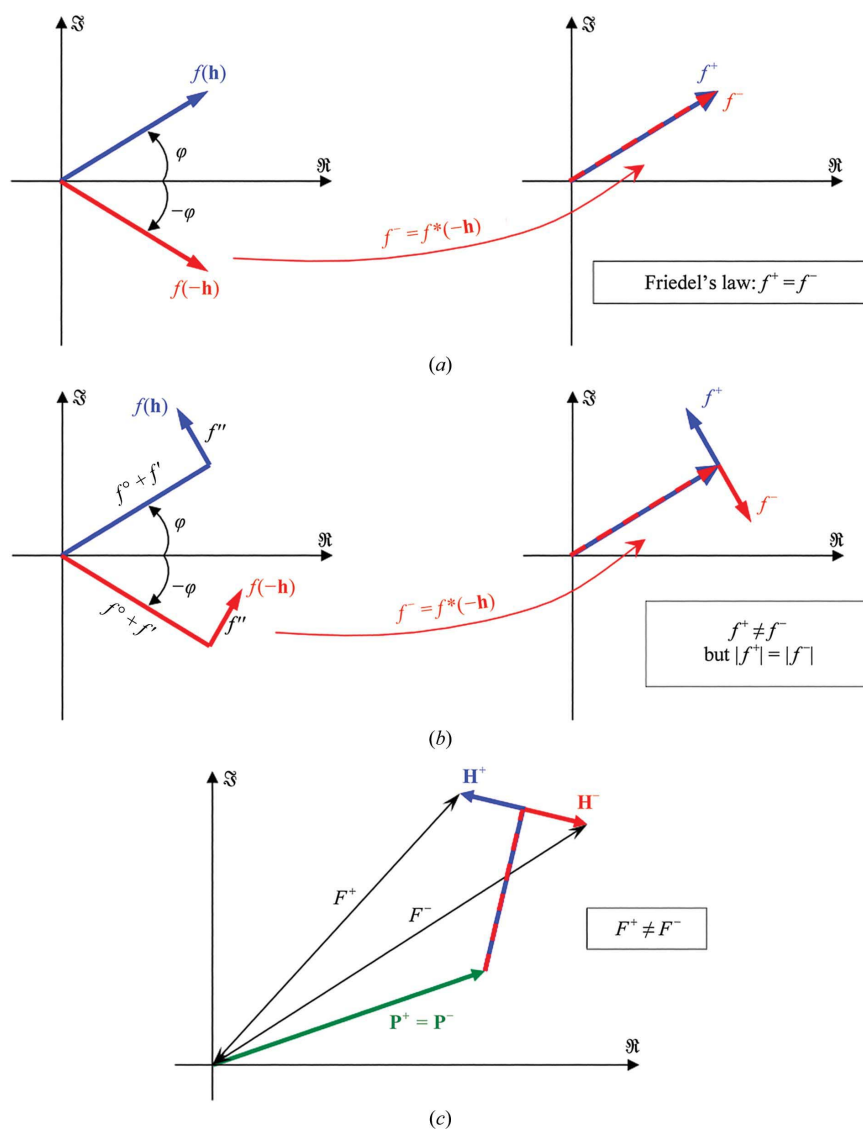 ℑ ℑ
f(h) f⁺
f⁻
φ
ℜ ℜ
−φ
f⁻ = f*(−h)
f(−h)
Friedel's law: f⁺ = f⁻
(a)
ℑ ℑ
f(h) f⁺
f''
f° + f'
φ f⁻
ℜ ℜ
−φ
f(−h)
f⁻ = f*(−h)
f° + f'
f''
f⁺ ≠ f⁻
but |f⁺| = |f⁻|
(b)
ℑ
H⁺
H⁻
F⁺
F⁻
F⁺ ≠ F⁻
P⁺ = P⁻
ℜ
(c)